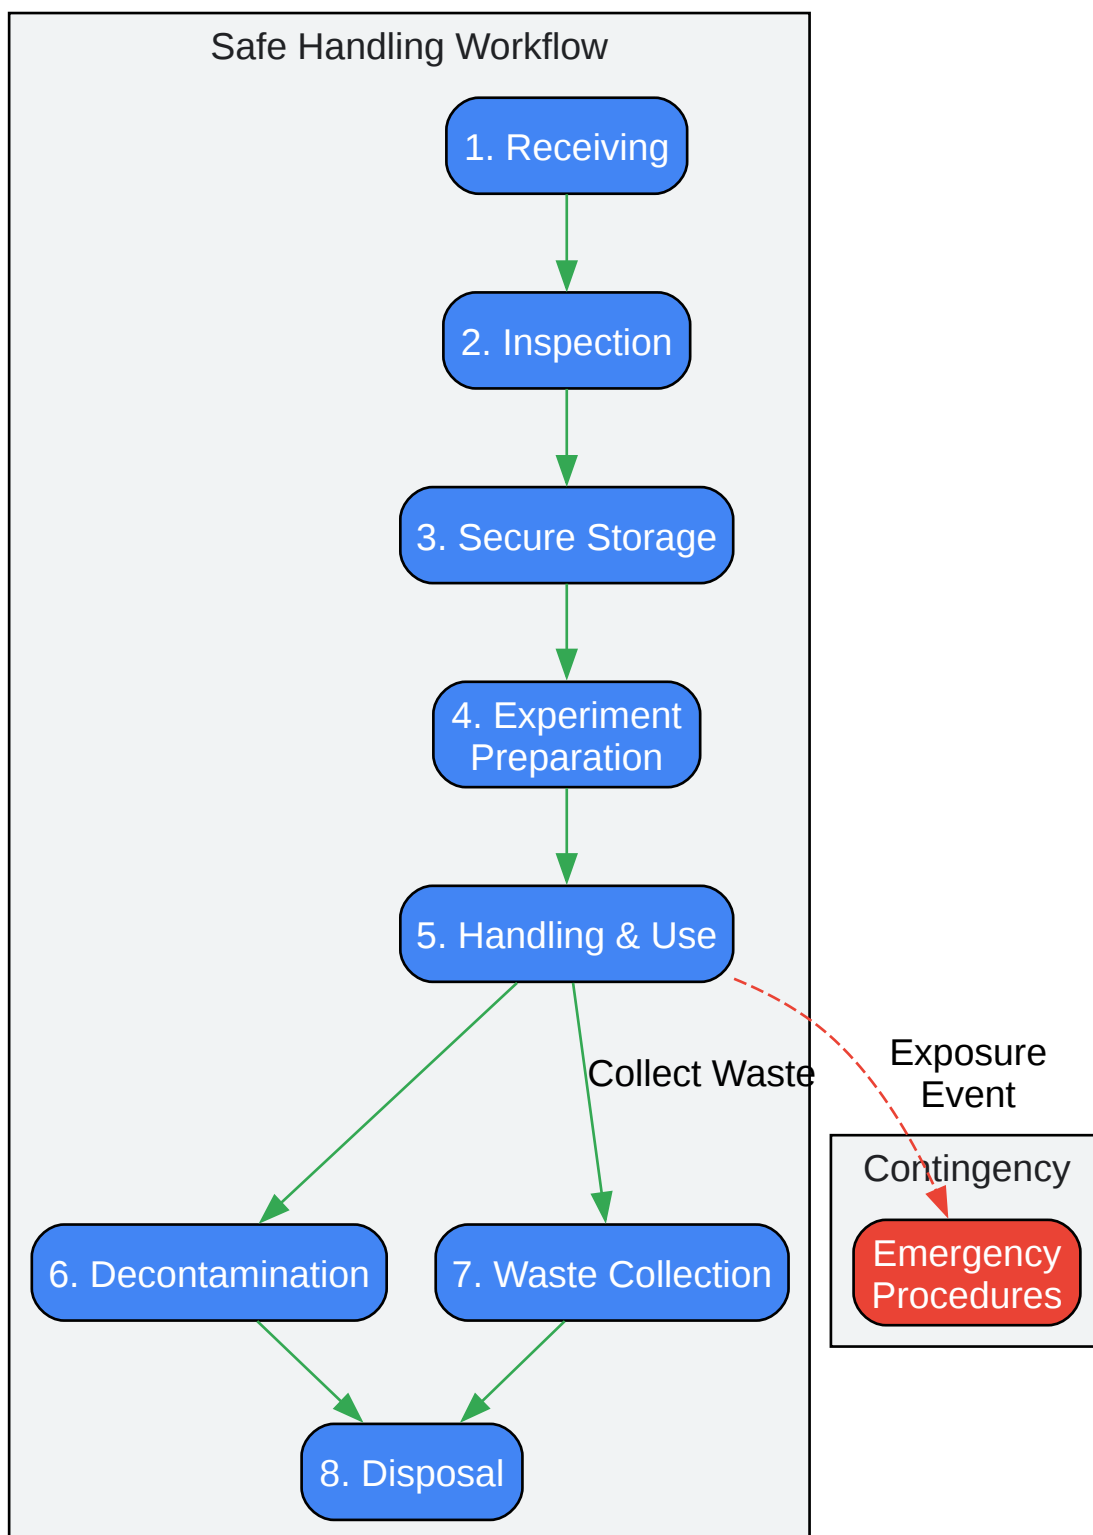 Safe Handling Workflow
1. Receiving
2. Inspection
3. Secure Storage
4. Experiment
Preparation
5. Handling & Use
Collect Waste
Exposure
Event
Contingency
6. Decontamination
7. Waste Collection
Emergency
Procedures
8. Disposal